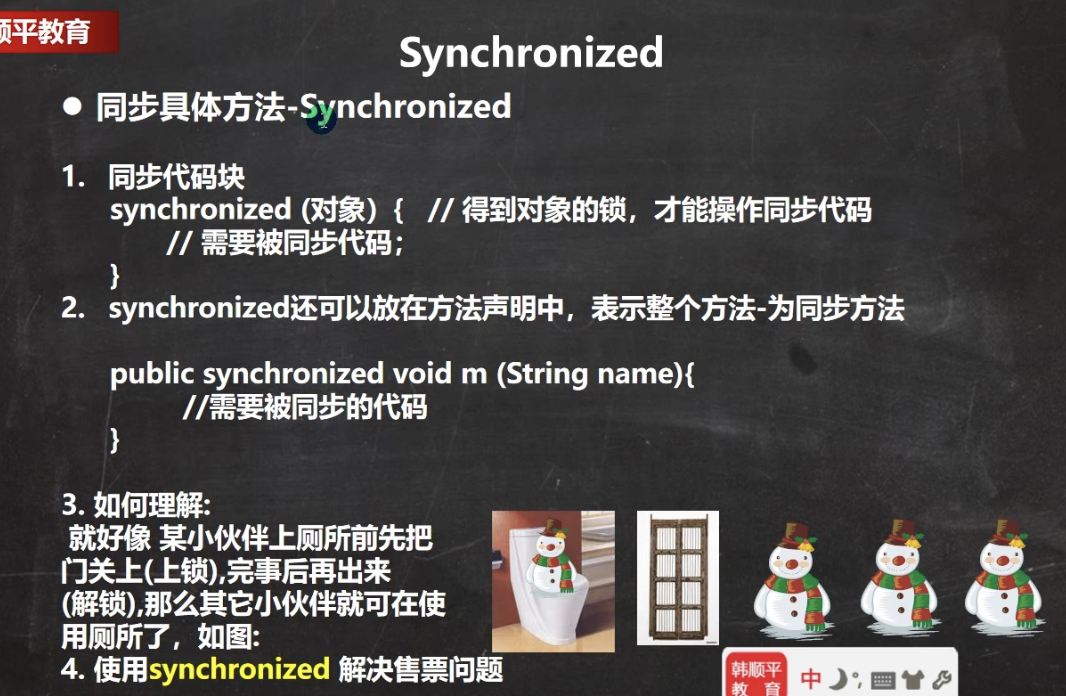 顺平教育
Synchronized
● 同步具体方法-Synchronized
1. 同步代码块
synchronized (对象) { // 得到对象的锁，才能操作同步代码
// 需要被同步代码；
}
2. synchronized还可以放在方法声明中，表示整个方法-为同步方法
public synchronized void m (String name){
//需要被同步的代码
}
3. 如何理解:
就好像 某小伙伴上厕所前先把
门关上(上锁),完事后再出来
(解锁),那么其它小伙伴就可在使
用厕所了，如图:
4. 使用synchronized 解决售票问题
韩顺平
教 育
中